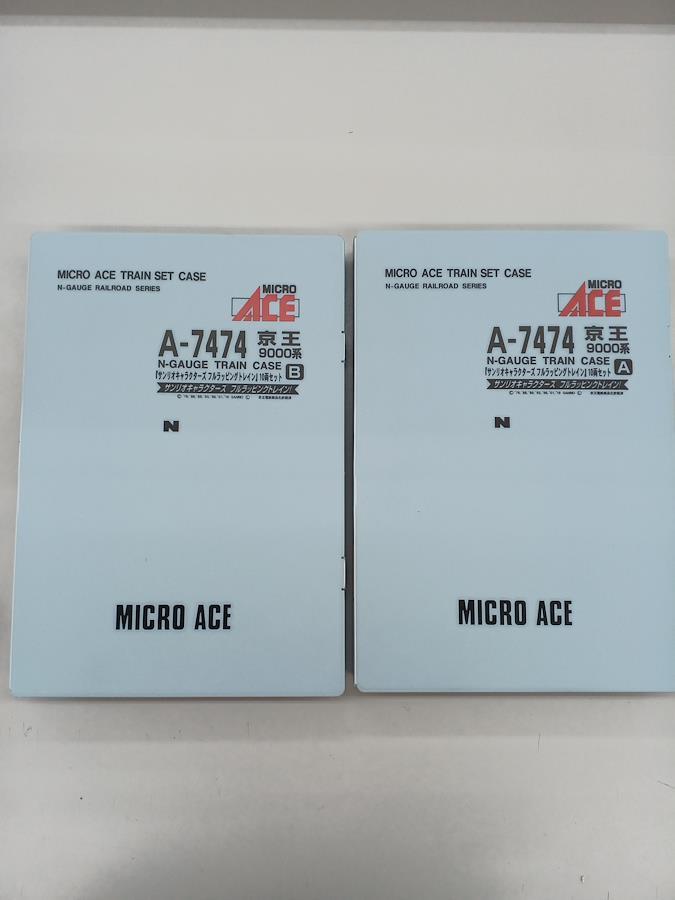 MICRO ACE TRAIN SET CASE
N-GAUGE RAILROAD SERIES
MICRO
ACE
A-7474 京王
9000系
N-GAUGE TRAIN CASE B
『サンリオキャラクターズ フルラッピングトレイン』10両セット
サンリオキャラクターズ フルラッピングトレイン!
N
MICRO ACE
MICRO ACE TRAIN SET CASE
N-GAUGE RAILROAD SERIES
MICRO
ACE
A-7474 京王
9000系
N-GAUGE TRAIN CASE A
『サンリオキャラクターズ フルラッピングトレイン』10両セット
サンリオキャラクターズ フルラッピングトレイン!
N
MICRO ACE